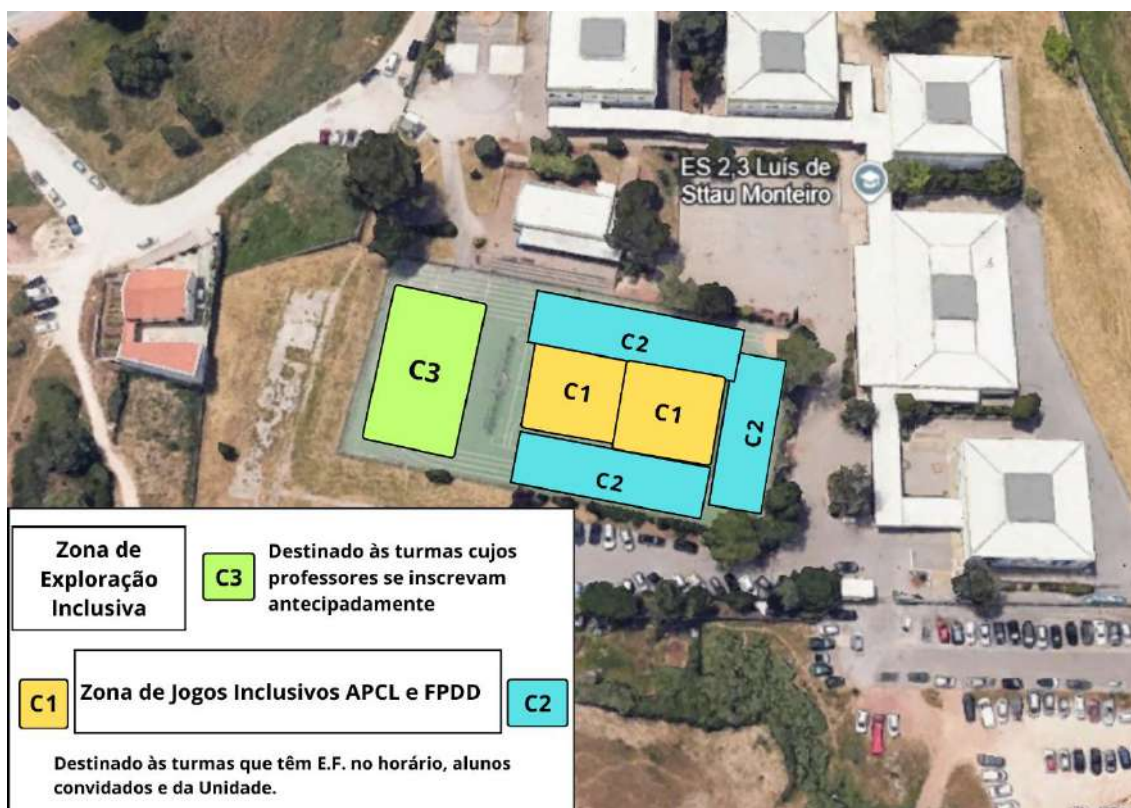 ES 2,3 Luís de
Sttau Monteiro
C3
C2
C1
C1
C2
C2
Zona de
Exploração
Inclusiva
C3
Destinado às turmas cujos
professores se inscrevam
antecipadamente
C1
Zona de Jogos Inclusivos APCL e FPDD
C2
Destinado às turmas que têm E.F. no horário, alunos
convidados e da Unidade.